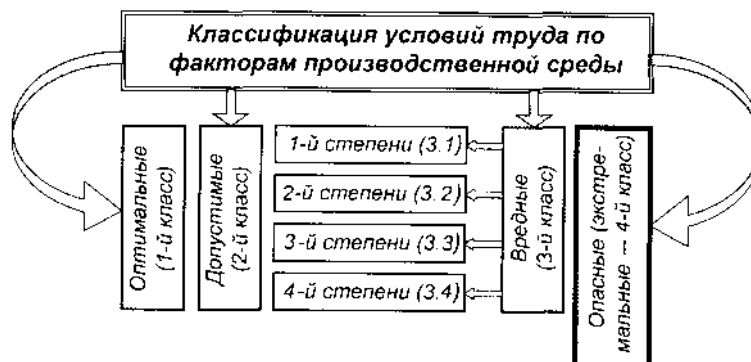 Классификация условий труда по
факторам производственной среды
Оптимальные
(1-й класс)
Допустимые
(2-й класс)
1-й степени (3.1)
2-й степени (3.2)
3-й степени (3.3)
4-й степени (3.4)
Вредные
(3-й класс)
Опасные (экстре-
мальные — 4-й класс)